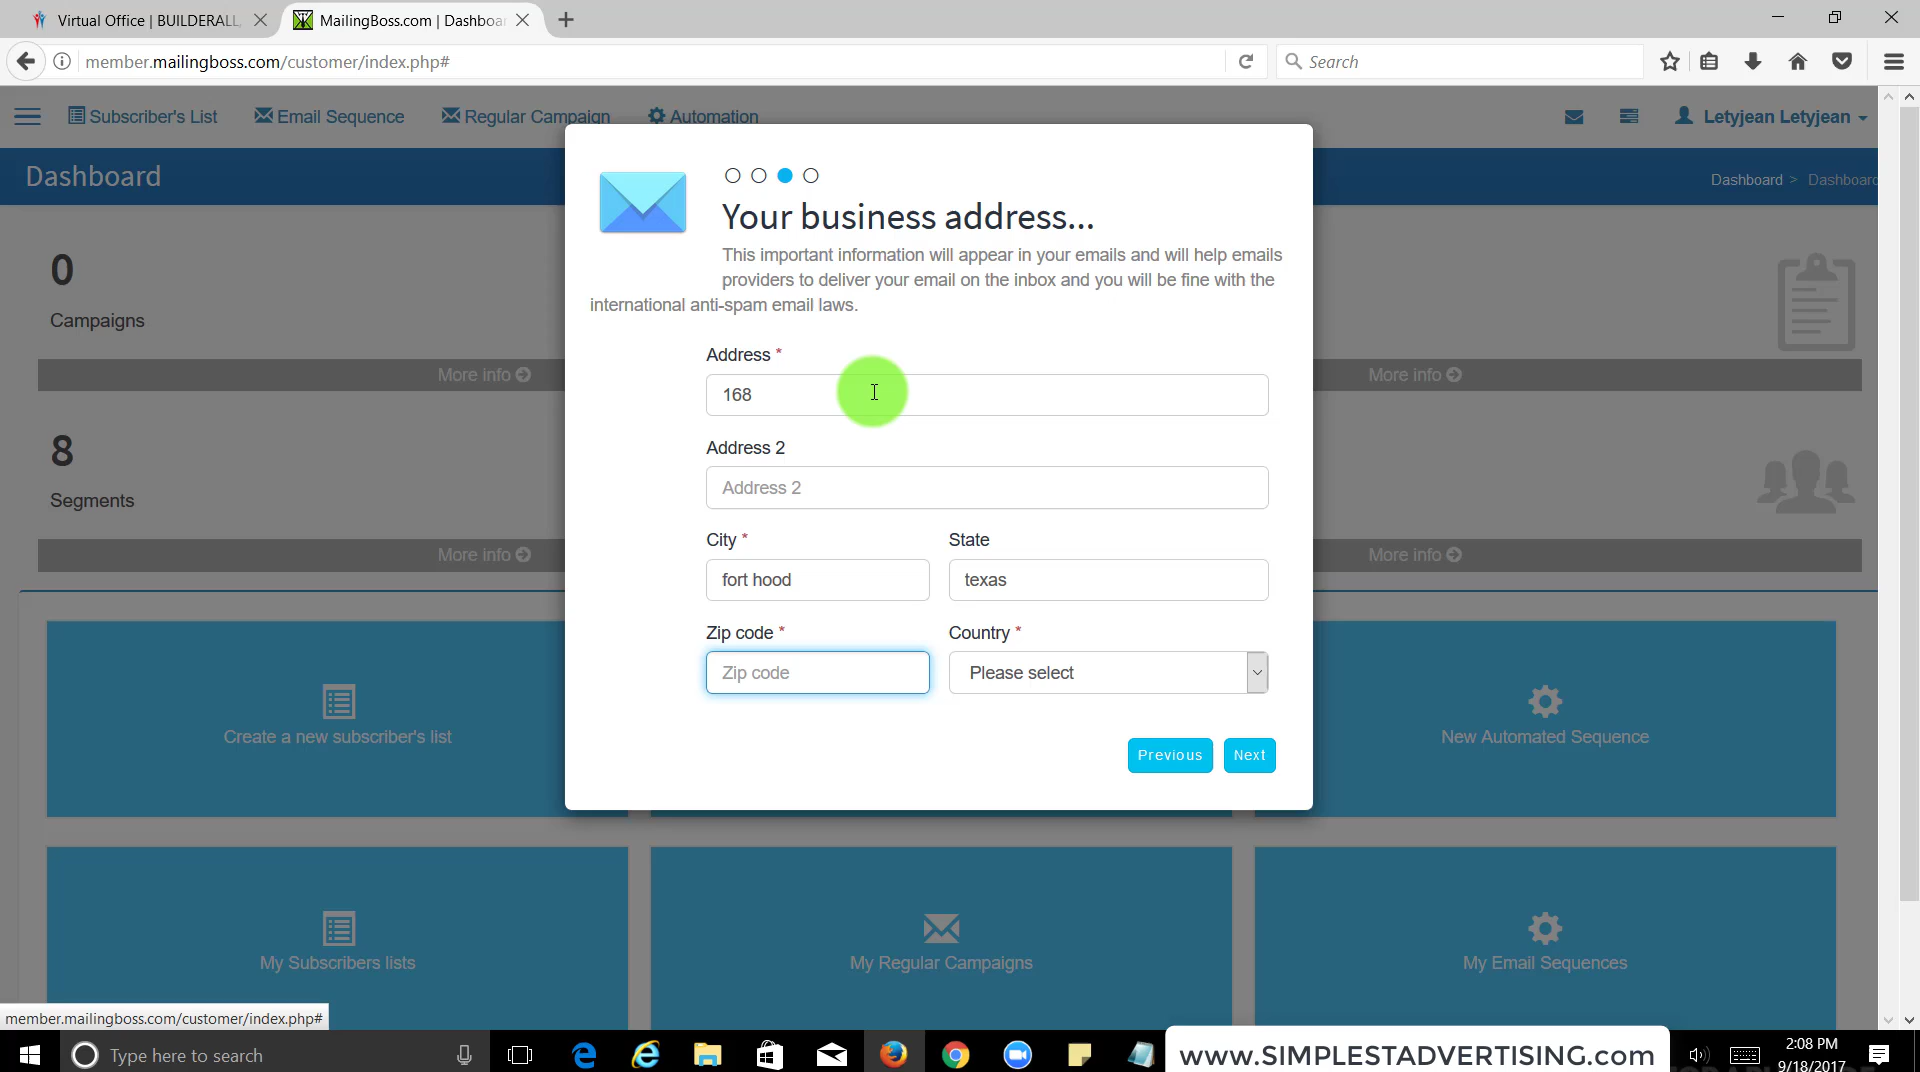 Virtual Office | BUILDERALL
MailingBoss.com | Dashboa
member.mailingboss.com/customer/index.php#
Search
Subscriber's List
Email Sequence
Regular Campaign
Automation
Letyjean Letyjean
Dashboard
Dashboard > Dashboard
0
Campaigns
More info
More info
8
Segments
More info
More info
Your business address...
This important information will appear in your emails and will help emails
providers to deliver your email on the inbox and you will be fine with the
international anti-spam email laws.
Address *
168
Address 2
Address 2
City *
State
fort hood
texas
Zip code *
Country *
Zip code
Please select
Previous
Next
Create a new subscriber's list
New Automated Sequence
My Subscribers lists
My Regular Campaigns
My Email Sequences
member.mailingboss.com/customer/index.php#
Type here to search
www.SIMPLESTADVERTISING.com
2:08 PM
9/18/2017